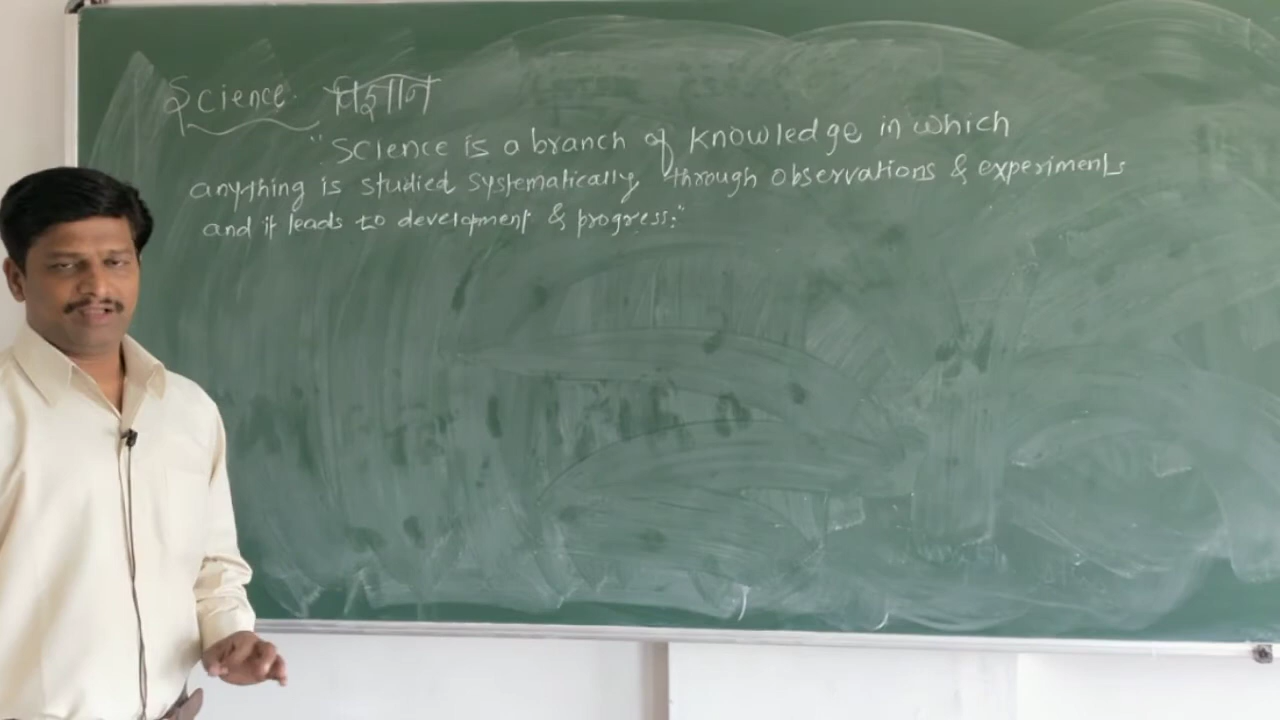 Science. विज्ञान
"Science is a branch of knowledge in which
anything is studied systematically, through observations & experiments
and it leads to development & progress."